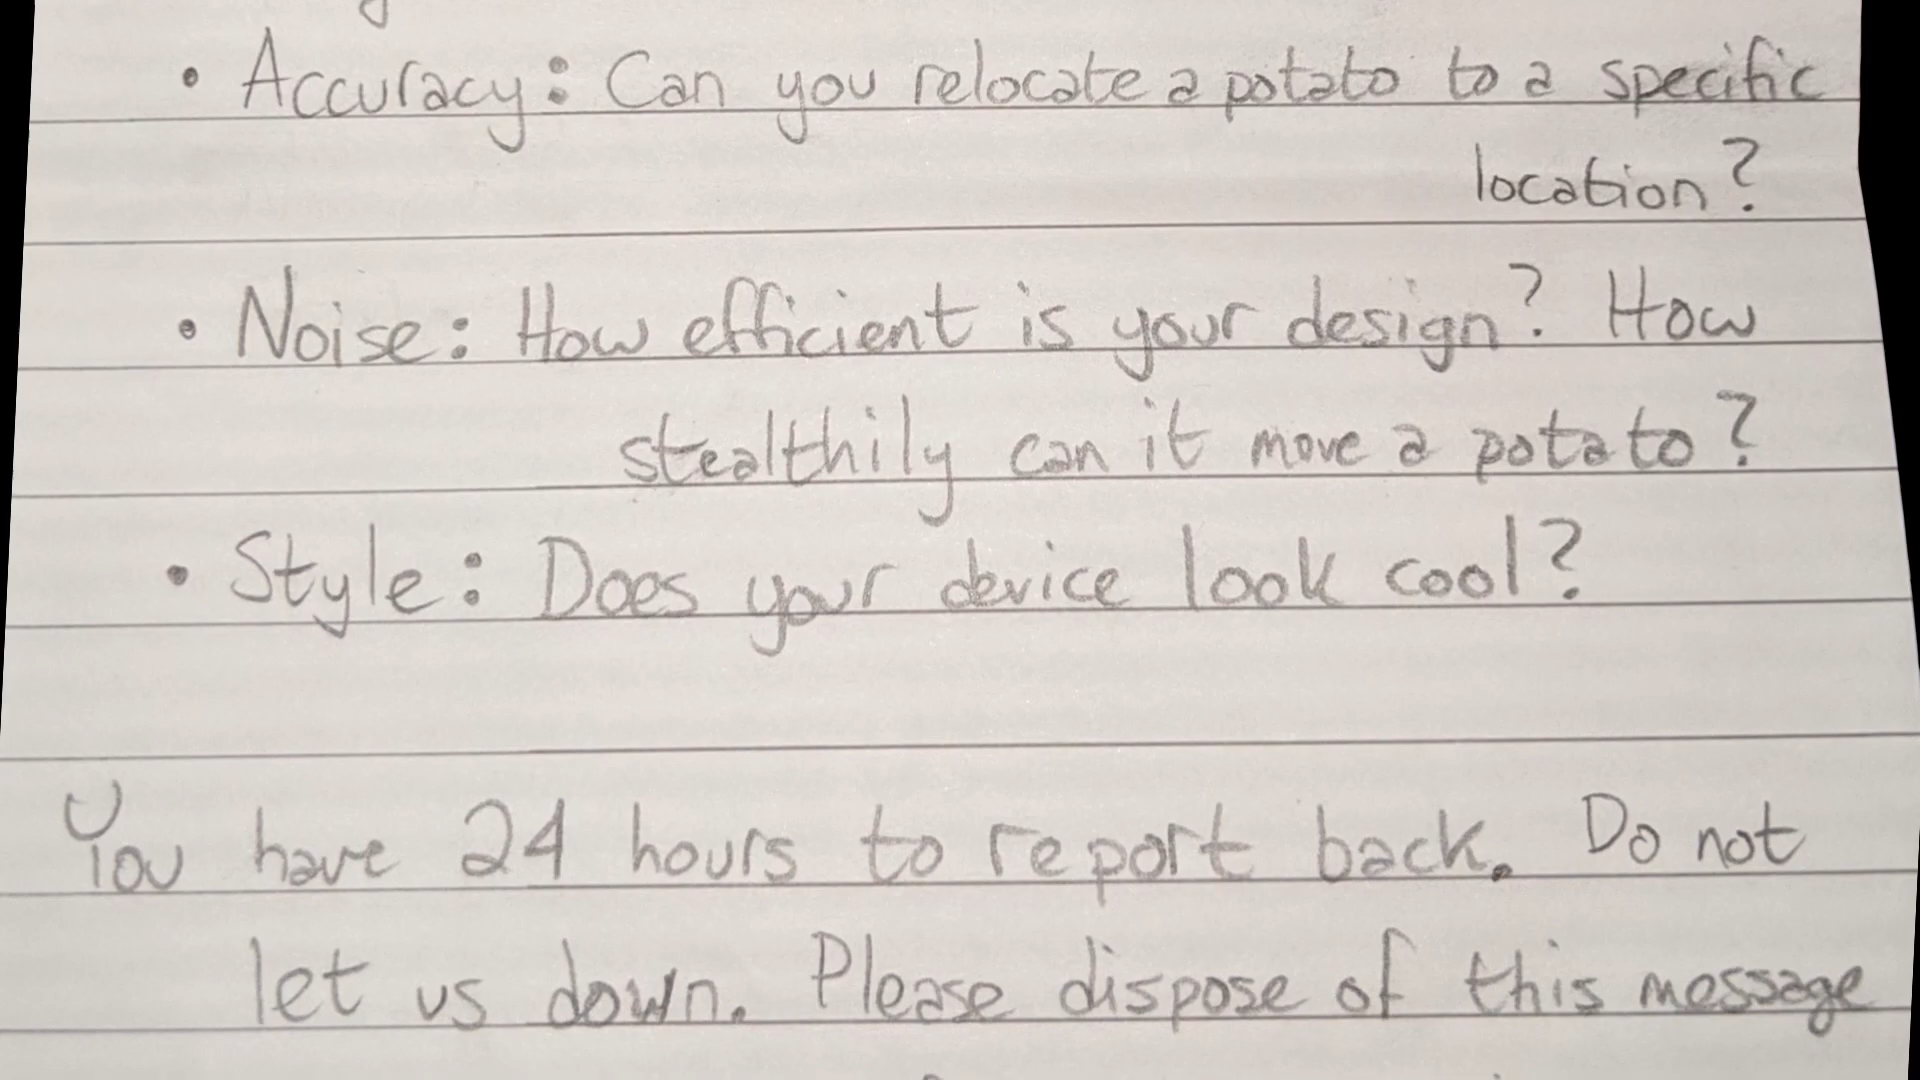 • Accuracy: Can you relocate a potato to a specific
location?
• Noise: How efficient is your design? How
stealthily can it move a potato?
• Style: Does your device look cool?
You have 24 hours to report back. Do not
let us down. Please dispose of this message